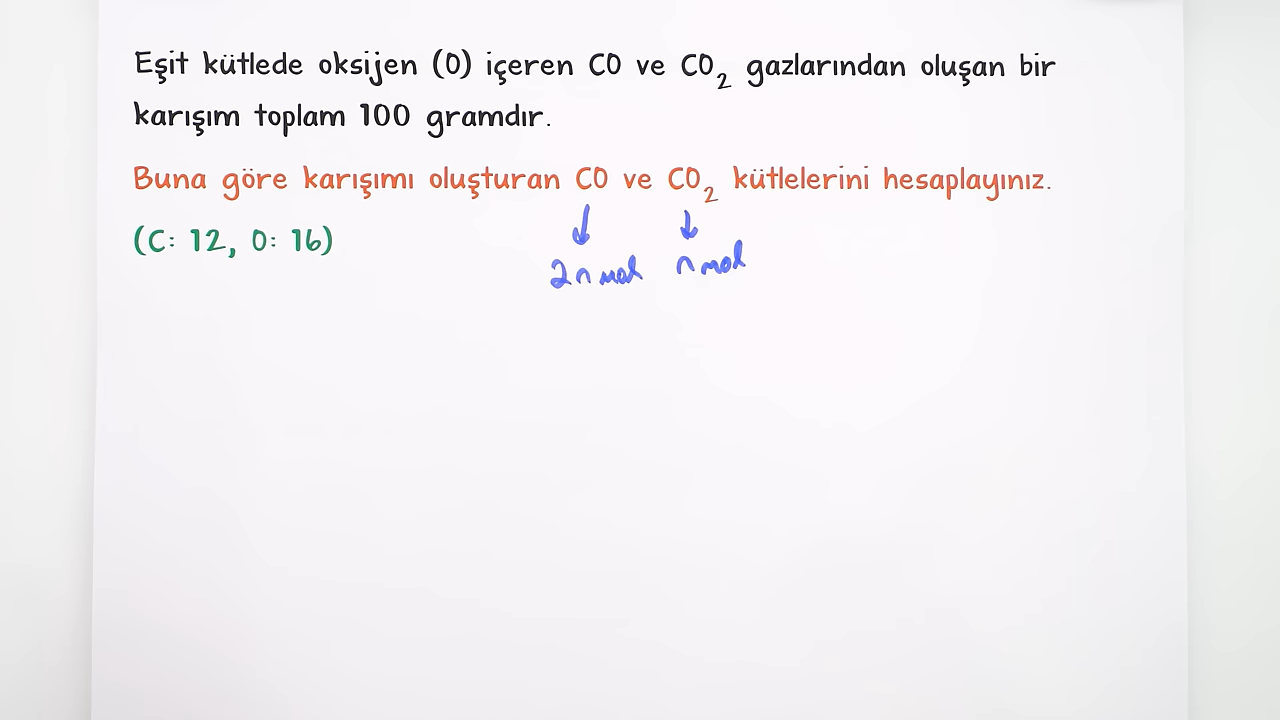 Eşit kütlede oksijen (O) içeren CO ve CO₂ gazlarından oluşan bir
karışım toplam 100 gramdır.
Buna göre karışımı oluşturan CO ve CO₂ kütlelerini hesaplayınız.
(C: 12, O: 16)
↓ ↓
2n mol n mol